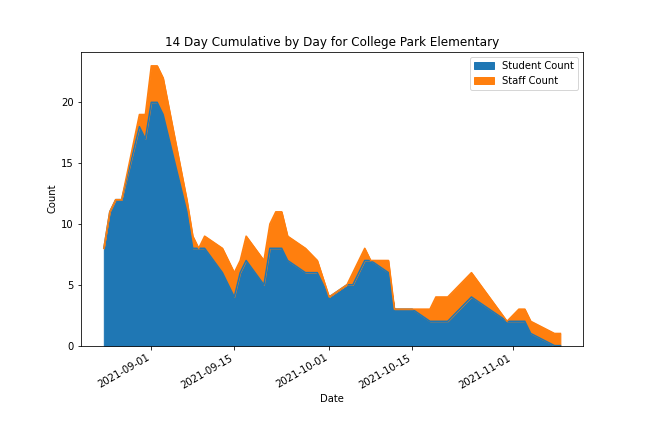 14 Day Cumulative by Day for College Park Elementary
Student Count
Staff Count
Count
20
15
10
5
0
2021-09-01
2021-09-15
2021-10-01
2021-10-15
2021-11-01
Date